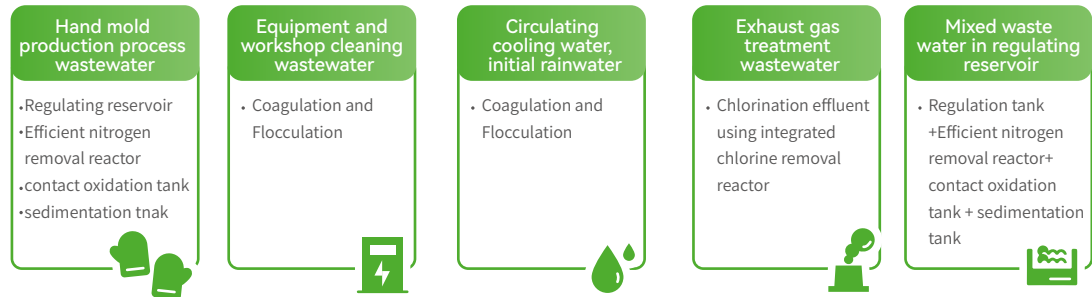 Hand mold
production process
wastewater
•Regulating reservoir
•Efficient nitrogen
removal reactor
•contact oxidation tank
•sedimentation tnak
Equipment and
workshop cleaning
wastewater
• Coagulation and
Flocculation
Circulating
cooling water,
initial rainwater
• Coagulation and
Flocculation
Exhaust gas
treatment
wastewater
• Chlorination effluent
using integrated
chlorine removal
reactor
Mixed waste
water in regulating
reservoir
• Regulation tank
+Efficient nitrogen
removal reactor+
contact oxidation
tank + sedimentation
tank